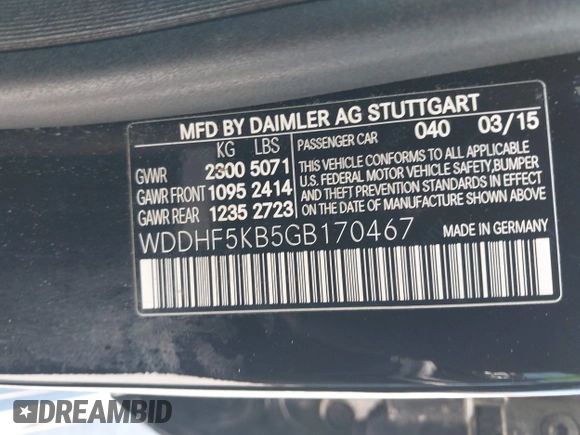 MFD BY DAIMLER AG STUTTGART
KG LBS
GVWR 2300 5071
GAWR FRONT 1095 2414
GAWR REAR 1235 2723
PASSENGER CAR 040 03/15
THIS VEHICLE CONFORMS TO ALL APPLICABLE
U.S. FEDERAL MOTOR VEHICLE SAFETY,BUMPER
AND THEFT PREVENTION STANDARDS IN EFFECT
ON THE DATE OF MANUFACTURE SHOWN ABOVE.
WDDHF5KB5GB170467
MADE IN GERMANY
DREAMBID